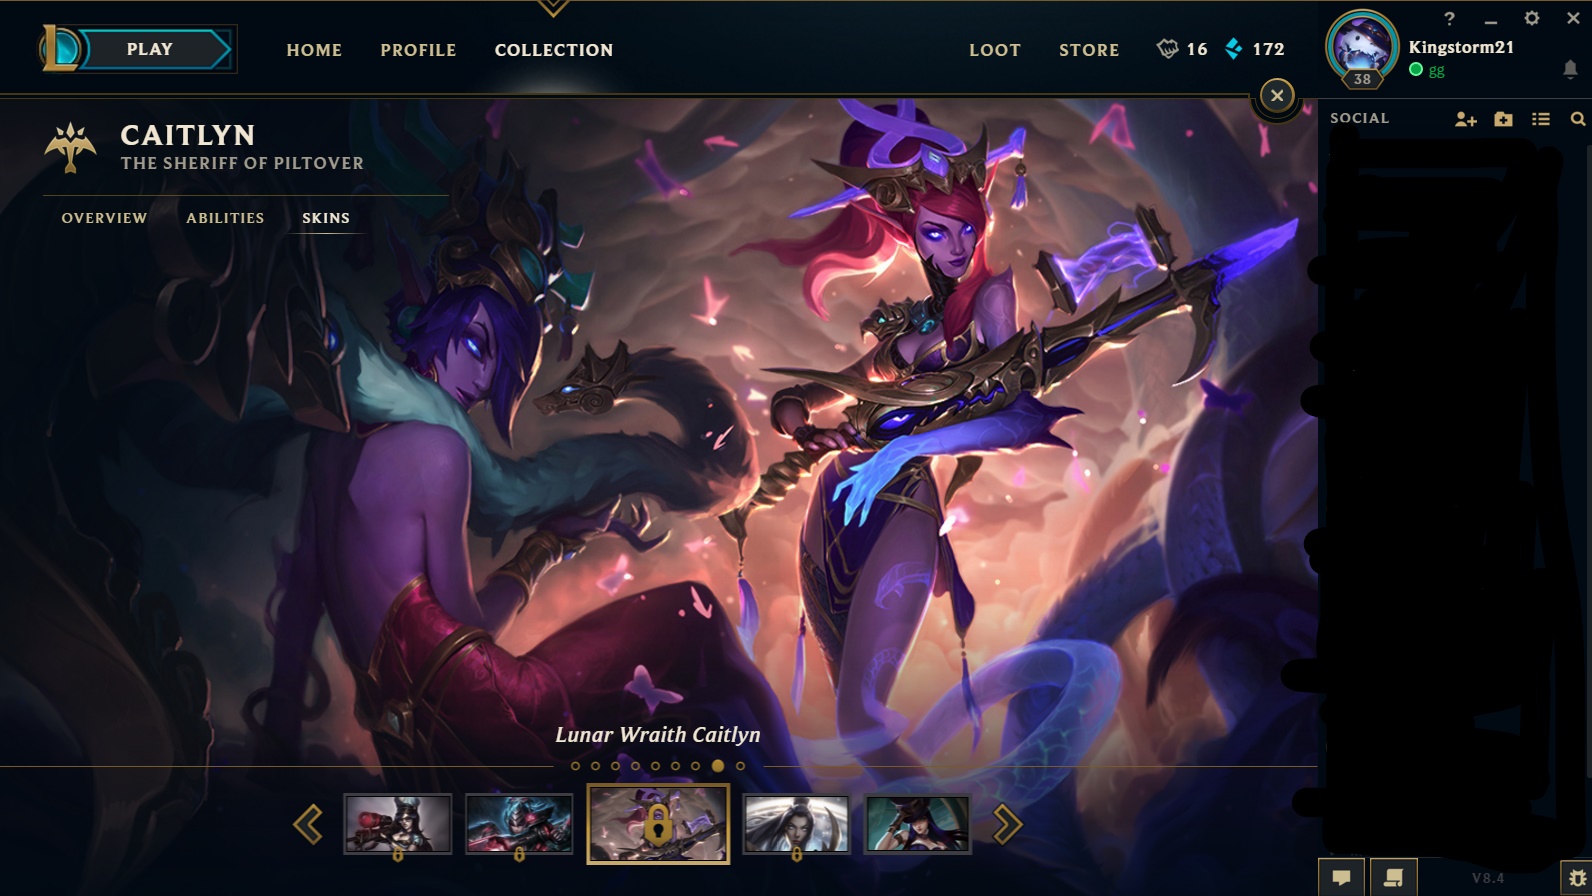 PLAY
HOME
PROFILE
COLLECTION
LOOT
STORE
16
172
?
Kingstorm21
gg
38
SOCIAL
CAITLYN
THE SHERIFF OF PILTOVER
OVERVIEW
ABILITIES
SKINS
Lunar Wraith Caitlyn
V8.4